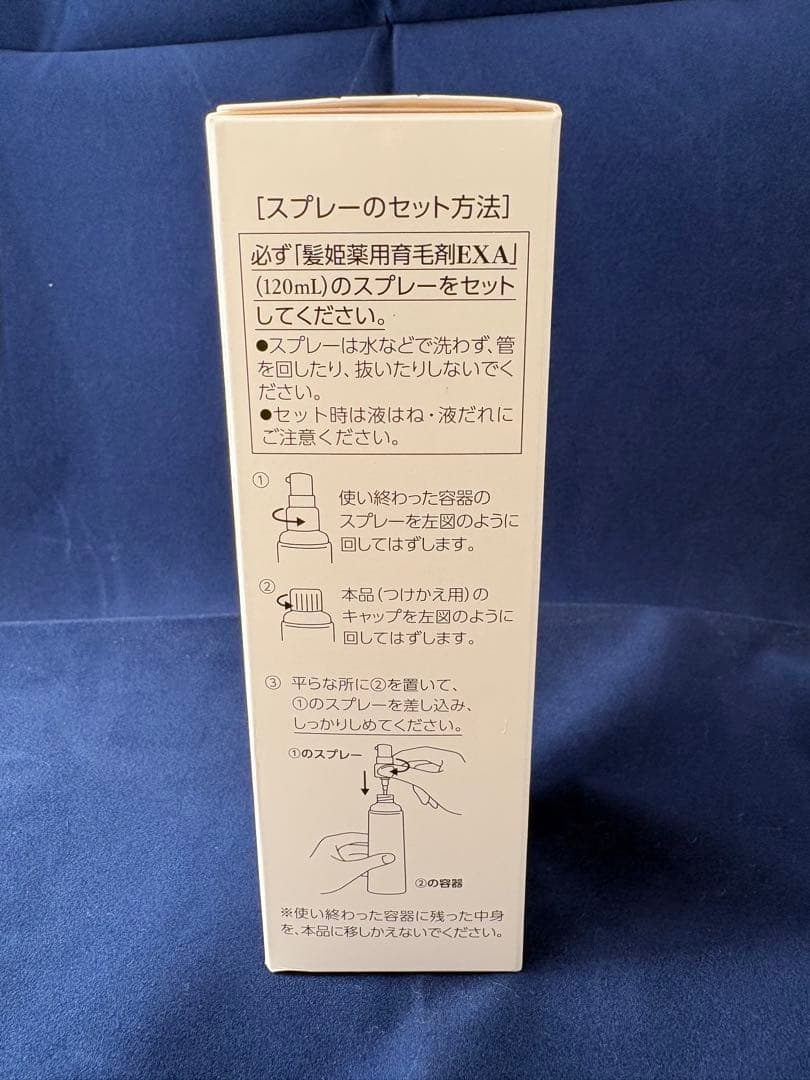 [スプレーのセット方法]
必ず「髪姫薬用育毛剤EXA」
(120mL)のスプレーをセット
してください。
●スプレーは水などで洗わず、管
を回したり、抜いたりしないでく
ださい。
●セット時は液はね・液だれに
ご注意ください。
①
使い終わった容器の
スプレーを左図のように
回してはずします。
②
本品(つけかえ用)の
キャップを左図のように
回してはずします。
③ 平らな所に②を置いて、
①のスプレーを差し込み、
しっかりしめてください。
①のスプレー
②の容器
※使い終わった容器に残った中身
を、本品に移しかえないでください。